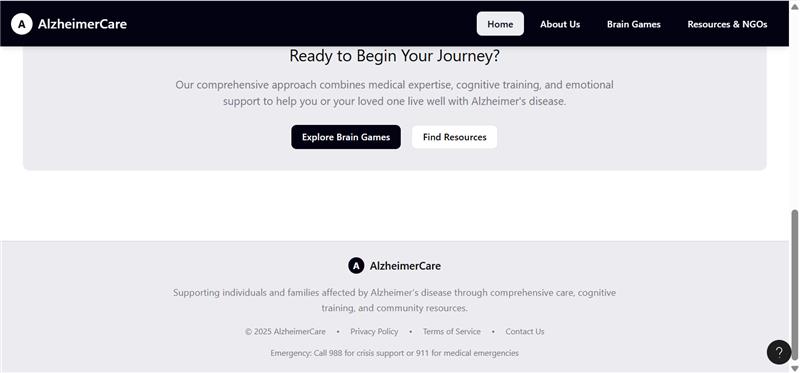 A AlzheimerCare Home About Us Brain Games Resources & NGOs
Ready to Begin Your Journey?
Our comprehensive approach combines medical expertise, cognitive training, and emotional
support to help you or your loved one live well with Alzheimer's disease.
Explore Brain Games Find Resources
A AlzheimerCare
Supporting individuals and families affected by Alzheimer's disease through comprehensive care, cognitive
training, and community resources.
© 2025 AlzheimerCare • Privacy Policy • Terms of Service • Contact Us
Emergency: Call 988 for crisis support or 911 for medical emergencies
?